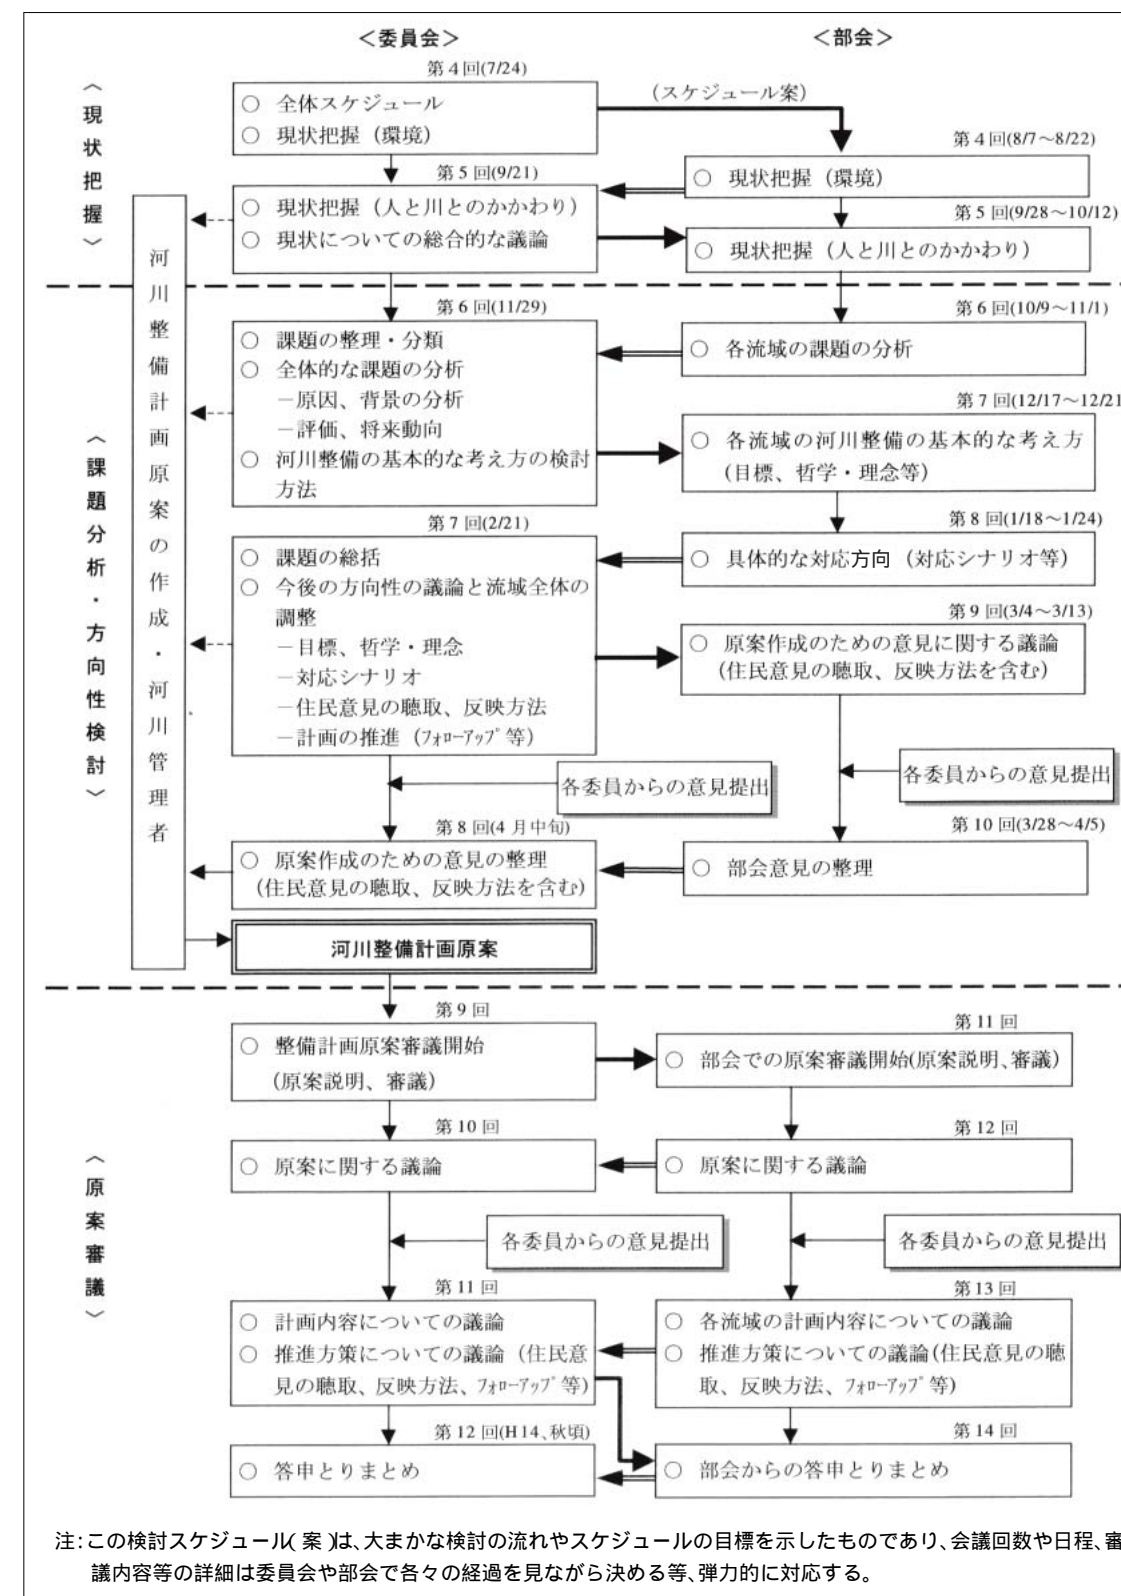 ＜委員会＞
＜部会＞
〈現状把握〉
第４回(7/24)
○ 全体スケジュール
○ 現状把握（環境）
（スケジュール案）
第４回(8/7～8/22)
○ 現状把握（環境）
第５回(9/21)
○ 現状把握（人と川とのかかわり）
○ 現状についての総合的な議論
第５回(9/28～10/12)
○ 現状把握（人と川とのかかわり）
河川整備計画原案の作成・河川管理者
〈課題分析・方向性検討〉
第６回(11/29)
○ 課題の整理・分類
○ 全体的な課題の分析
－原因、背景の分析
－評価、将来動向
○ 河川整備の基本的な考え方の検討
方法
第６回(10/9～11/1)
○ 各流域の課題の分析
第７回(12/17～12/21
○ 各流域の河川整備の基本的な考え方
（目標、哲学・理念等）
第７回(2/21)
○ 課題の総括
○ 今後の方向性の議論と流域全体の
調整
－目標、哲学・理念
－対応シナリオ
－住民意見の聴取、反映方法
－計画の推進（ﾌｫﾛｰｱｯﾌﾟ等）
第８回(1/18～1/24)
○ 具体的な対応方向（対応シナリオ等）
第９回(3/4～3/13)
○ 原案作成のための意見に関する議論
(住民意見の聴取、反映方法を含む)
各委員からの意見提出
各委員からの意見提出
第８回(4月中旬)
○ 原案作成のための意見の整理
(住民意見の聴取、反映方法を含む)
第10回(3/28～4/5)
○ 部会意見の整理
河川整備計画原案
〈原案審議〉
第９回
○ 整備計画原案審議開始
(原案説明、審議)
第11回
○ 部会での原案審議開始(原案説明、審議)
第10回
○ 原案に関する議論
第12回
○ 原案に関する議論
各委員からの意見提出
各委員からの意見提出
第11回
○ 計画内容についての議論
○ 推進方策についての議論（住民意
見の聴取、反映方法、ﾌｫﾛｰｱｯﾌﾟ等）
第13回
○ 各流域の計画内容についての議論
○ 推進方策についての議論(住民意見の聴
取、反映方法、ﾌｫﾛｰｱｯﾌﾟ等)
第12回(H14、秋頃)
○ 答申とりまとめ
第14回
○ 部会からの答申とりまとめ
注：この検討スケジュール（案）は、大まかな検討の流れやスケジュールの目標を示したものであり、会議回数や日程、審
議内容等の詳細は委員会や部会で各々の経過を見ながら決める等、弾力的に対応する。